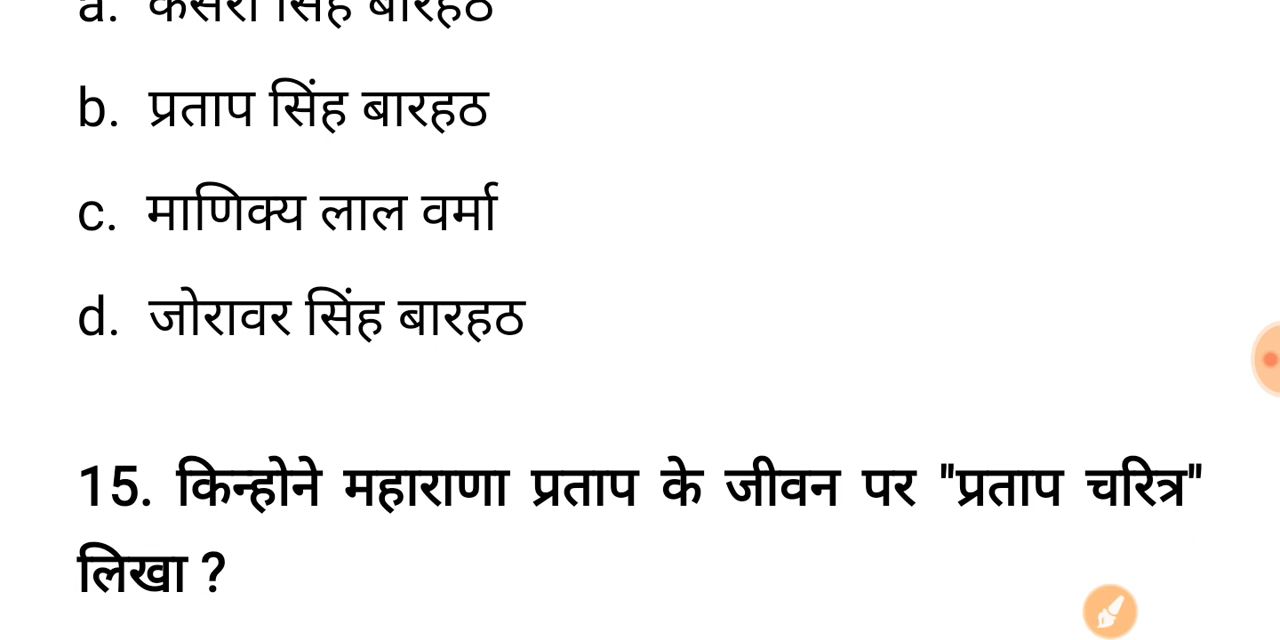 a. केसरी सिंह बारहठ
b. प्रताप सिंह बारहठ
c. माणिक्य लाल वर्मा
d. जोरावर सिंह बारहठ
15. किन्होने महाराणा प्रताप के जीवन पर "प्रताप चरित्र"
लिखा ?